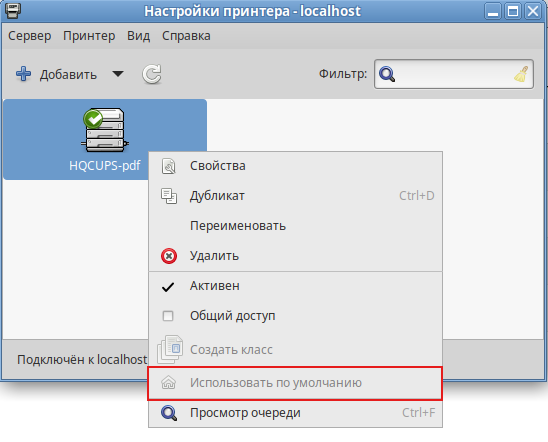 Настройки принтера - localhost
Сервер Принтер Вид Справка
Добавить Фильтр:
HQCUPS-pdf
Свойства
Дубликат Ctrl+D
Переименовать
Удалить
Активен
Общий доступ
Создать класс
Использовать по умолчанию
Просмотр очереди Ctrl+F
Подключён к localhost